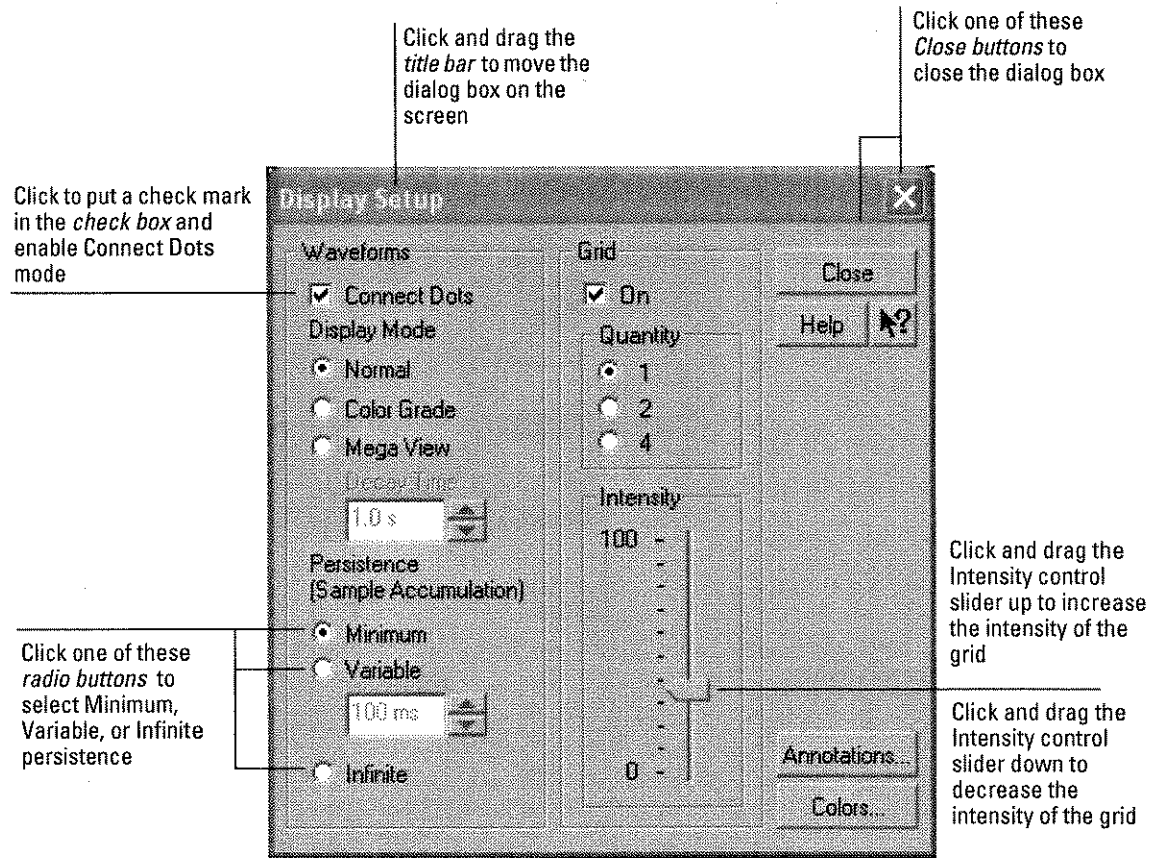 Click and drag the
title bar to move the
dialog box on the
screen
Click one of these
Close buttons to
close the dialog box
Click to put a check mark
in the check box and
enable Connect Dots
mode
Display Setup
Waveforms
Connect Dots
Display Mode
Normal
Color Grade
Mega View
Decay Time
1.0 s
Persistence
(Sample Accumulation)
Minimum
Variable
100 ms
Infinite
Grid
On
Quantity
1
2
4
Intensity
100
0
Close
Help
?
Annotations...
Colors...
Click one of these
radio buttons to
select Minimum,
Variable, or Infinite
persistence
Click and drag the
Intensity control
slider up to increase
the intensity of the
grid
Click and drag the
Intensity control
slider down to
decrease the
intensity of the grid